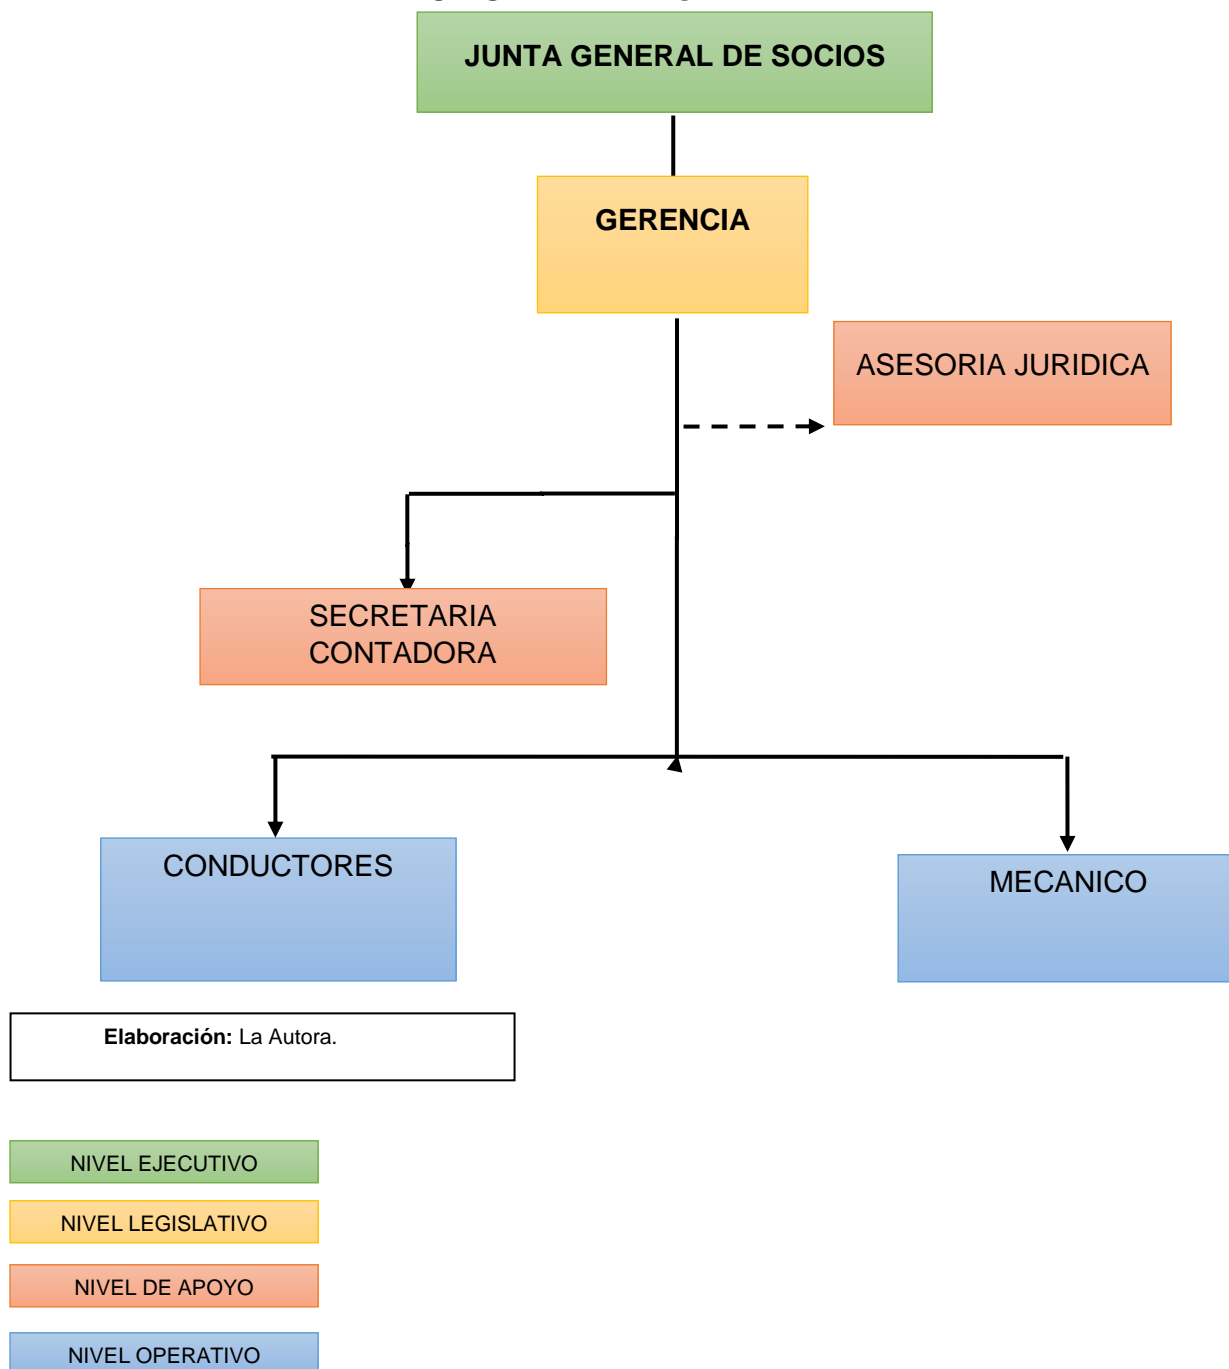 JUNTA GENERAL DE SOCIOS
GERENCIA
ASESORIA JURIDICA
SECRETARIA
CONTADORA
CONDUCTORES
MECANICO
Elaboración: La Autora.
NIVEL EJECUTIVO
NIVEL LEGISLATIVO
NIVEL DE APOYO
NIVEL OPERATIVO